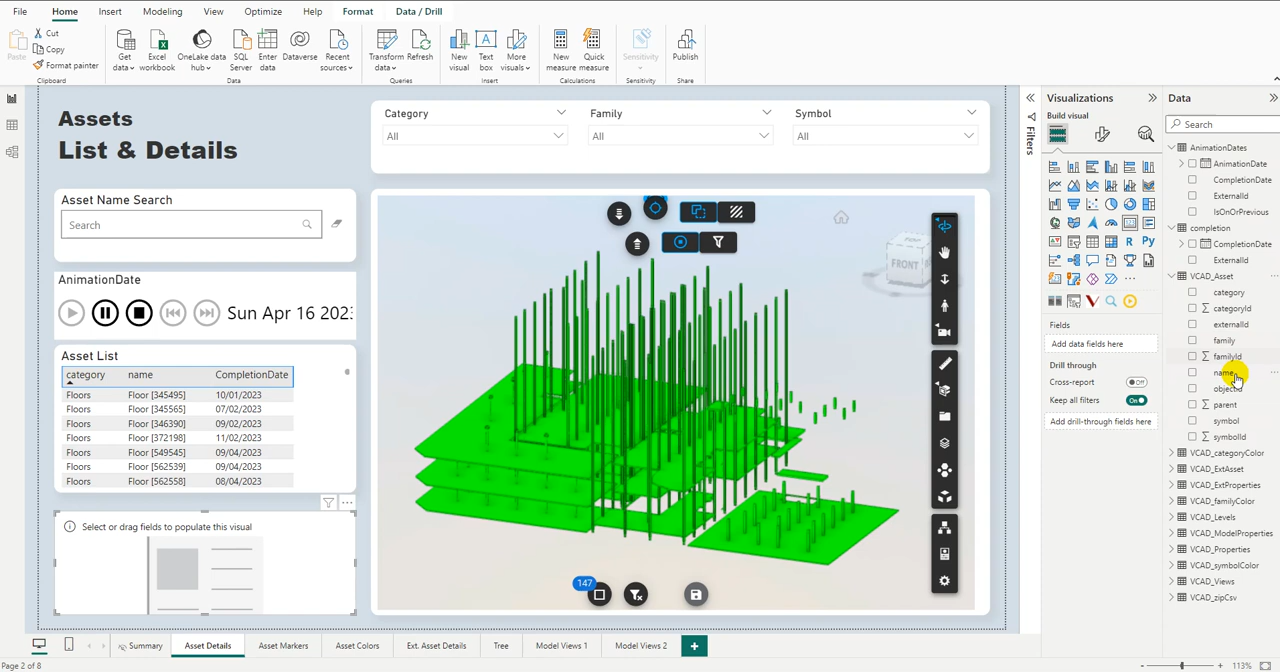 File Home Insert Modeling View Optimize Help Format Data / Drill
Paste
Cut
Copy
Format painter
Clipboard
Get data
Excel workbook
OneLake data hub
SQL Server
Enter data
Dataverse
Recent sources
Data
Transform data
Refresh
Queries
New visual
Text box
More visuals
Insert
New measure
Quick measure
Calculations
Sensitivity
Sensitivity
Publish
Share
Assets
List & Details
Category
All
Family
All
Symbol
All
Asset Name Search
Search
AnimationDate
Sun Apr 16 202
Asset List
category name CompletionDate
Floors Floor [345495] 10/01/2023
Floors Floor [345565] 07/02/2023
Floors Floor [346390] 09/02/2023
Floors Floor [372198] 11/02/2023
Floors Floor [549545] 09/04/2023
Floors Floor [562539] 09/04/2023
Floors Floor [562558] 08/04/2023
Select or drag fields to populate this visual
TOP
FRONT
147
Filters
Visualizations
Build visual
R Py
Fields
Add data fields here
Drill through
Cross-report Off
Keep all filters On
Add drill-through fields here
Data
Search
AnimationDates
AnimationDate
CompletionDate
ExternalId
IsOnOrPrevious
completion
CompletionDate
ExternalId
VCAD_Asset
category
categoryId
externalId
family
familyId
name
object
parent
symbol
symbolId
VCAD_categoryColor
VCAD_ExtAsset
VCAD_ExtProperties
VCAD_familyColor
VCAD_Levels
VCAD_ModelProperties
VCAD_Properties
VCAD_symbolColor
VCAD_Views
VCAD_zipCsv
Summary Asset Details Asset Markers Asset Colors Ext. Asset Details Tree Model Views 1 Model Views 2 +
Page 2 of 8
- + 113%